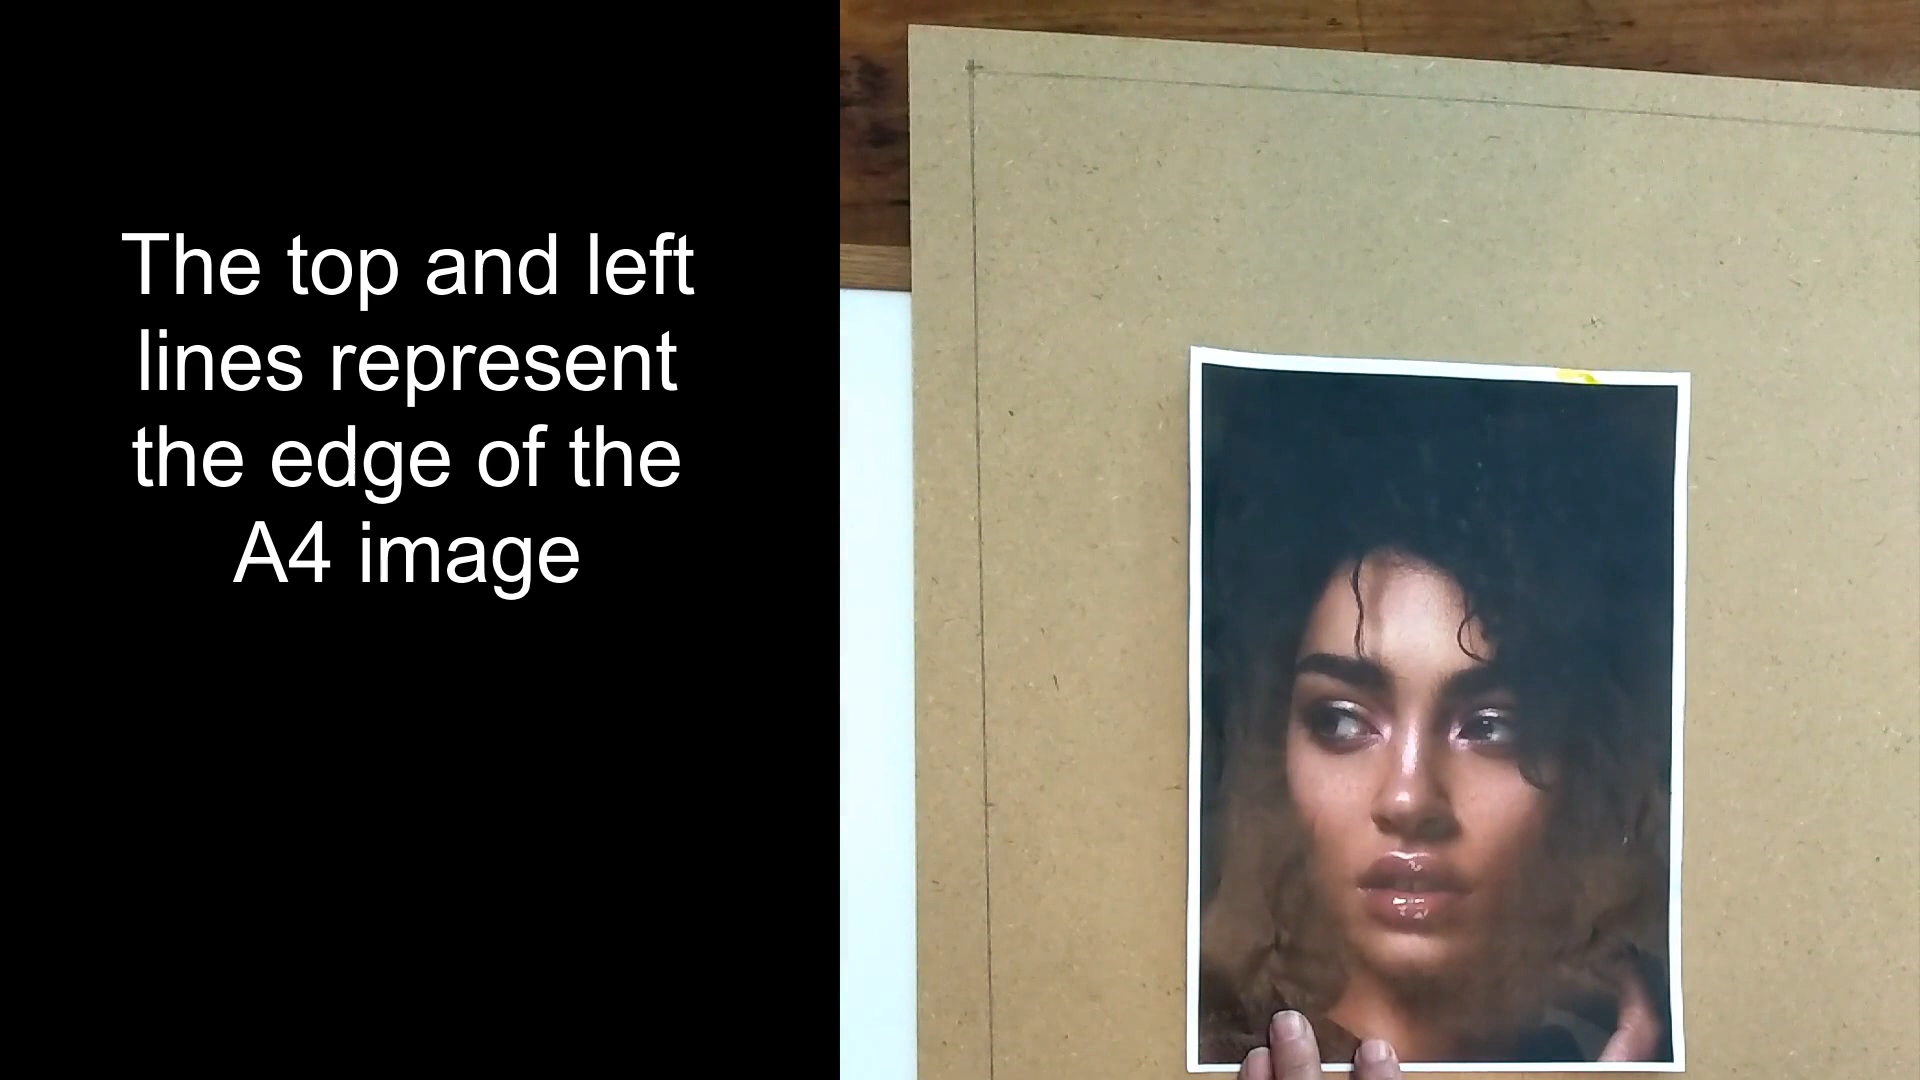 The top and left
lines represent
the edge of the
A4 image